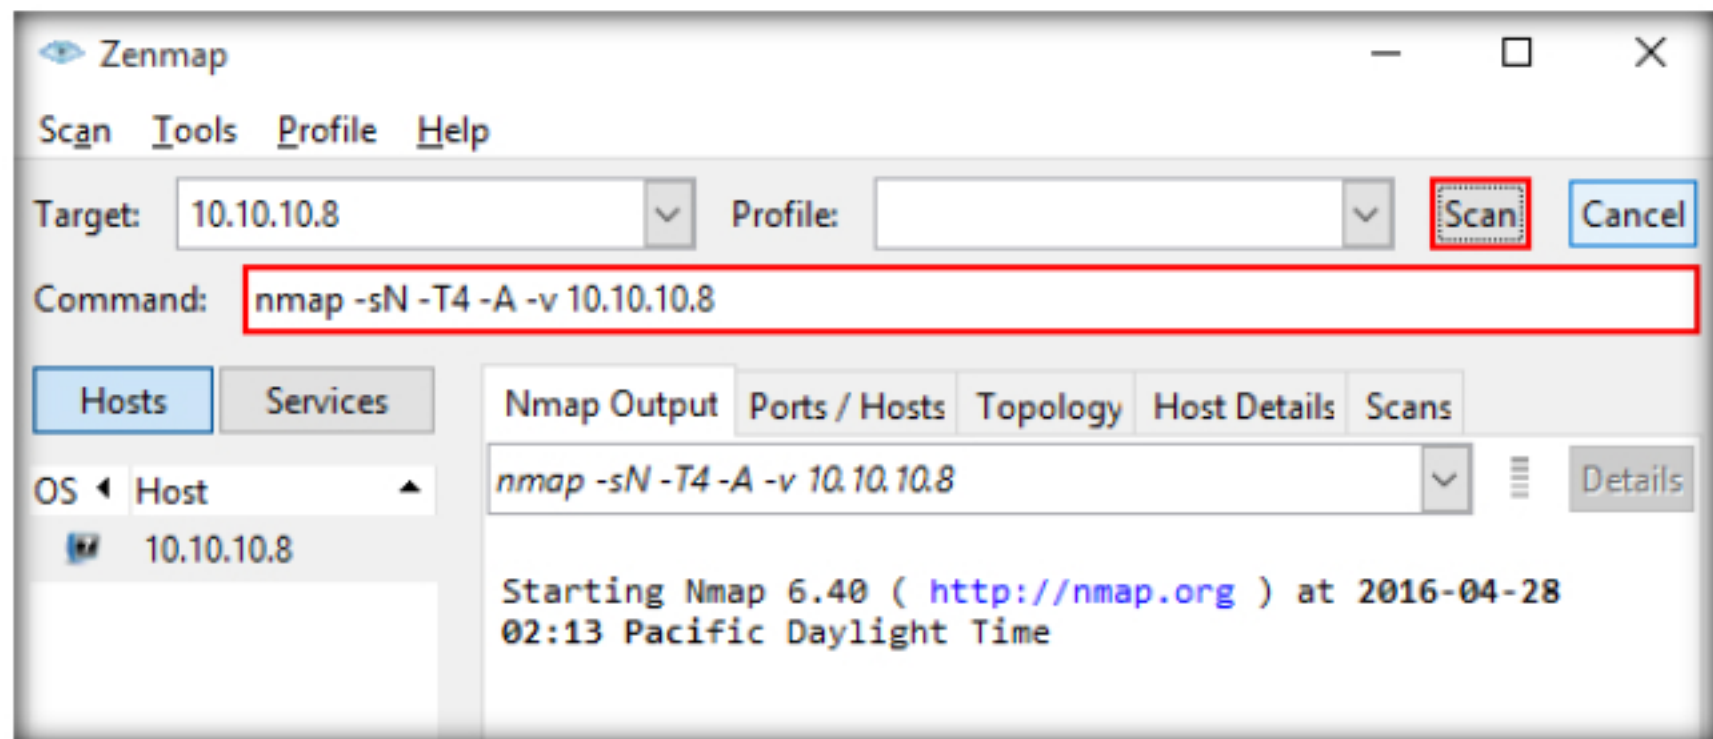 Zenmap
Scan Tools Profile Help
Target: 10.10.10.8 Profile: Scan Cancel
Command: nmap -sN -T4 -A -v 10.10.10.8
Hosts Services Nmap Output Ports / Hosts Topology Host Details Scans
nmap -sN -T4 -A -v 10.10.10.8 Details
OS Host
10.10.10.8
Starting Nmap 6.40 ( http://nmap.org ) at 2016-04-28
02:13 Pacific Daylight Time